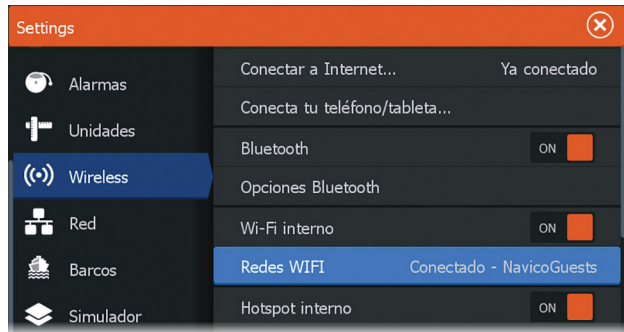 Settings
Alarmas
Unidades
Wireless
Red
Barcos
Simulador
Conectar a Internet... Ya conectado
Conecta tu teléfono/tableta...
Bluetooth ON
Opciones Bluetooth
Wi-Fi interno ON
Redes WIFI Conectado - NavicoGuests
Hotspot interno ON